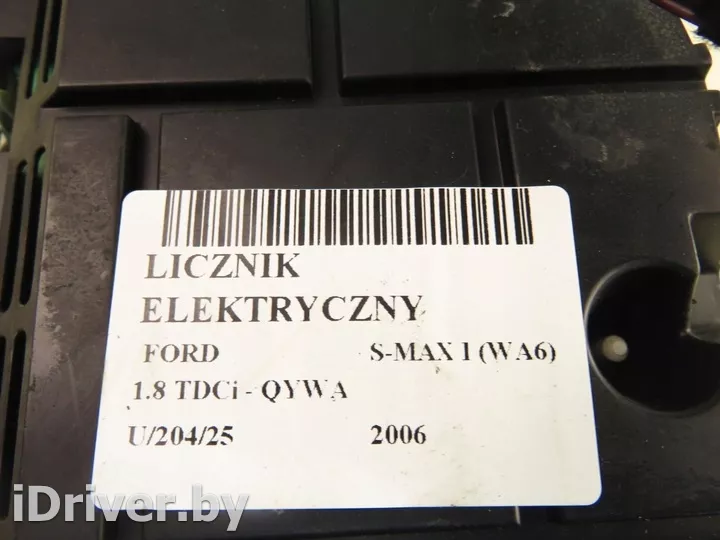 LICZNIK
ELEKTRYCZNY
FORD S-MAX I (WA6)
1.8 TDCi - QYWA
U/204/25 2006
iDriver.by